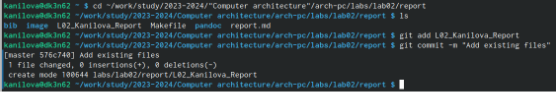 kanilova@dk3n62 ~ $ cd ~/work/study/2023-2024/"Computer architecture"/arch-pc/labs/lab02/report
kanilova@dk3n62 ~/work/study/2023-2024/Computer architecture/arch-pc/labs/lab02/report $ ls
bib image L02_Kanilova_Report Makefile pandoc report.md
kanilova@dk3n62 ~/work/study/2023-2024/Computer architecture/arch-pc/labs/lab02/report $ git add L02_Kanilova_Report
kanilova@dk3n62 ~/work/study/2023-2024/Computer architecture/arch-pc/labs/lab02/report $ git commit -m "Add existing files"
[master 576c740] Add existing files
1 file changed, 0 insertions(+), 0 deletions(-)
create mode 100644 labs/lab02/report/L02_Kanilova_Report
kanilova@dk3n62 ~/work/study/2023-2024/Computer architecture/arch-pc/labs/lab02/report $